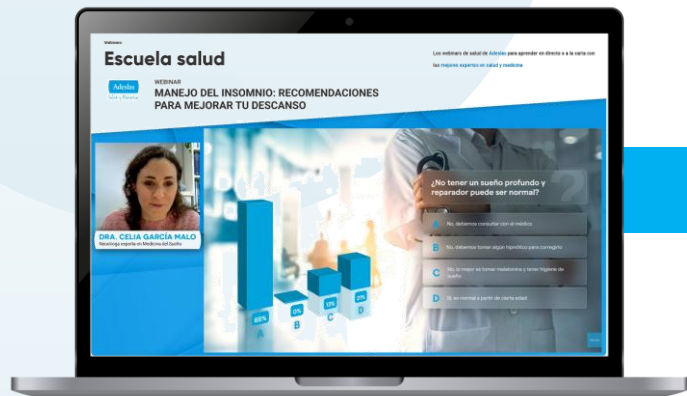 Webinars
Escuela salud
Los webinars de salud de Adeslas para aprender en directo o a la carta con
los mejores expertos en salud y medicina
Adeslas
Salud y Bienestar
WEBINAR
MANEJO DEL INSOMNIO: RECOMENDACIONES
PARA MEJORAR TU DESCANSO
DRA. CELIA GARCÍA MALO
Neuróloga experta en Medicina del Sueño
66%
A
0%
B
13%
C
21%
D
¿No tener un sueño profundo y
reparador puede ser normal?
A No, debemos consultar con el médico
B No, debemos tomar algún hipnótico para corregirlo
C No, lo mejor es tomar melatonina y tener higiene de
sueño
D Sí, es normal a partir de cierta edad